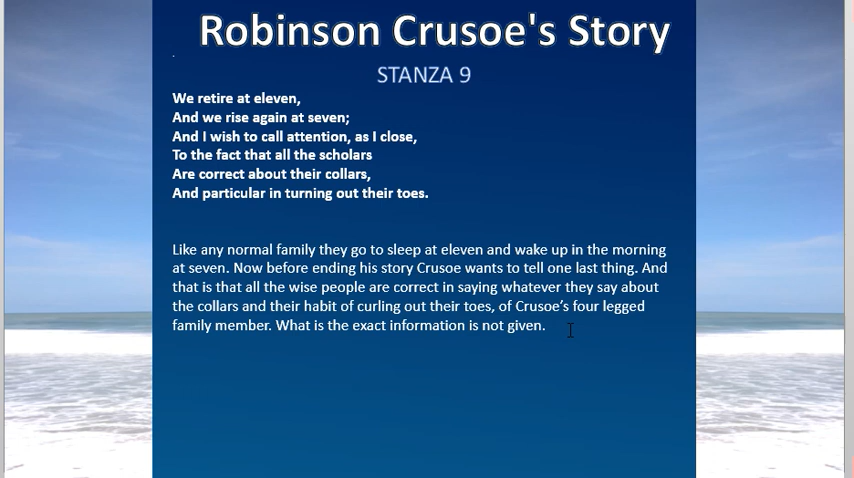 Robinson Crusoe's Story
.
STANZA 9
We retire at eleven,
And we rise again at seven;
And I wish to call attention, as I close,
To the fact that all the scholars
Are correct about their collars,
And particular in turning out their toes.
Like any normal family they go to sleep at eleven and wake up in the morning
at seven. Now before ending his story Crusoe wants to tell one last thing. And
that is that all the wise people are correct in saying whatever they say about
the collars and their habit of curling out their toes, of Crusoe's four legged
family member. What is the exact information is not given.